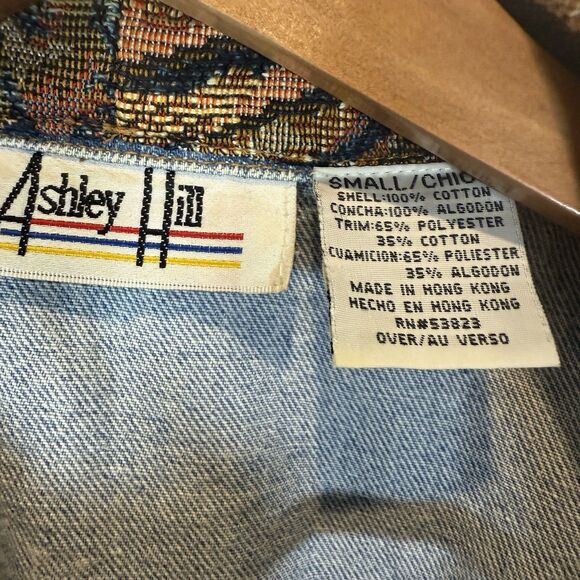 Ashley Hill
SMALL/CHICO
SHELL:100% COTTON
CONCHA:100% ALGODON
TRIM:65% POLYESTER
35% COTTON
CUAMICION:65% POLIESTER
35% ALGODON
MADE IN HONG KONG
HECHO EN HONG KONG
RN#53823
OVER/AU VERSO